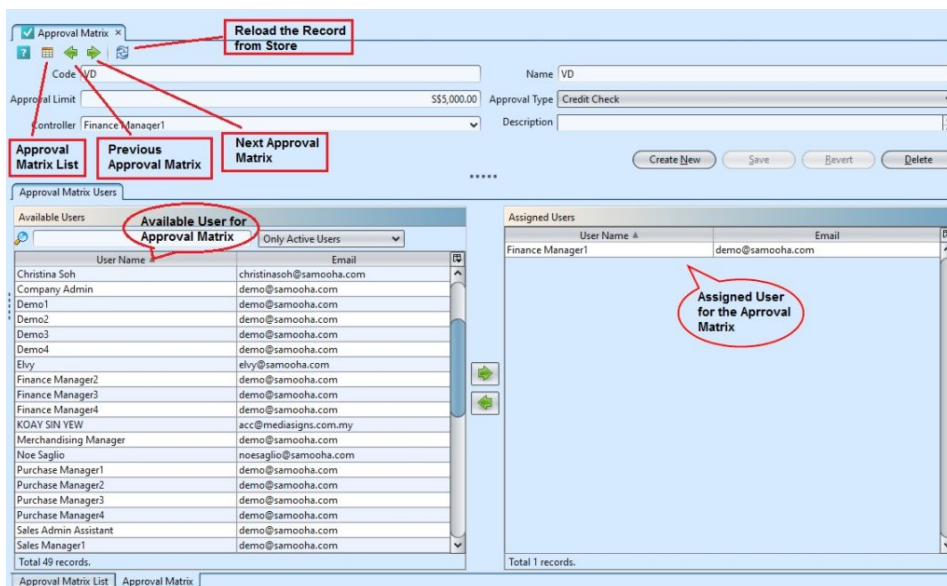 Approval Matrix ×
Reload the Record
from Store
?
Code VD
Name VD
Approval Limit S$5,000.00
Approval Type Credit Check
Controller Finance Manager1
Description
Approval
Matrix List
Previous
Approval Matrix
Next Approval
Matrix
Create New Save Revert Delete
Approval Matrix Users
Available Users
Available User for
Approval Matrix
Only Active Users
User Name Email
Christina Soh christinasoh@samooha.com
Company Admin demo@samooha.com
Demo1 demo@samooha.com
Demo2 demo@samooha.com
Demo3 demo@samooha.com
Demo4 demo@samooha.com
Elvy elvy@samooha.com
Finance Manager2 demo@samooha.com
Finance Manager3 demo@samooha.com
Finance Manager4 demo@samooha.com
KOAY SIN YEW acc@mediasigns.com.my
Merchandising Manager demo@samooha.com
Noe Saglio noesaglio@samooha.com
Purchase Manager1 demo@samooha.com
Purchase Manager2 demo@samooha.com
Purchase Manager3 demo@samooha.com
Purchase Manager4 demo@samooha.com
Sales Admin Assistant demo@samooha.com
Sales Manager1 demo@samooha.com
Total 49 records.
Assigned Users
User Name Email
Finance Manager1 demo@samooha.com
Assigned User
for the Aprroval
Matrix
Total 1 records.
Approval Matrix List Approval Matrix